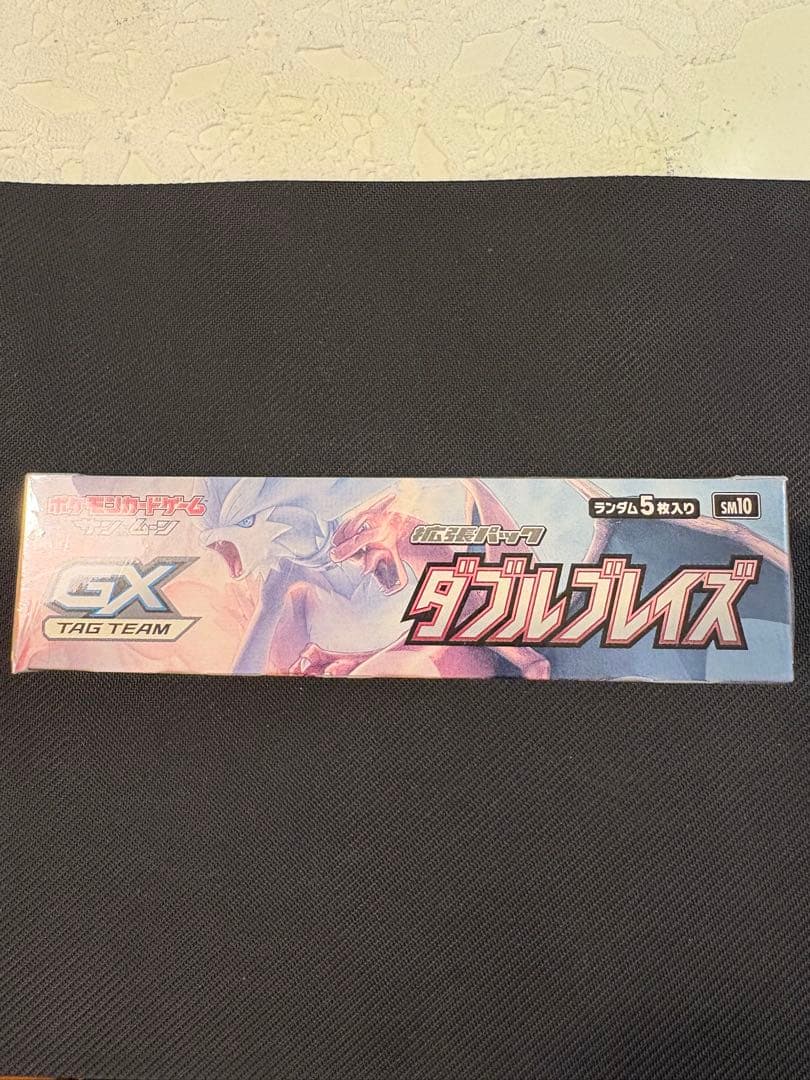 ポケモンカードゲーム
サン&ムーン
GX
TAG TEAM
拡張パック
ダブルブレイズ
ランダム5枚入り
SM10